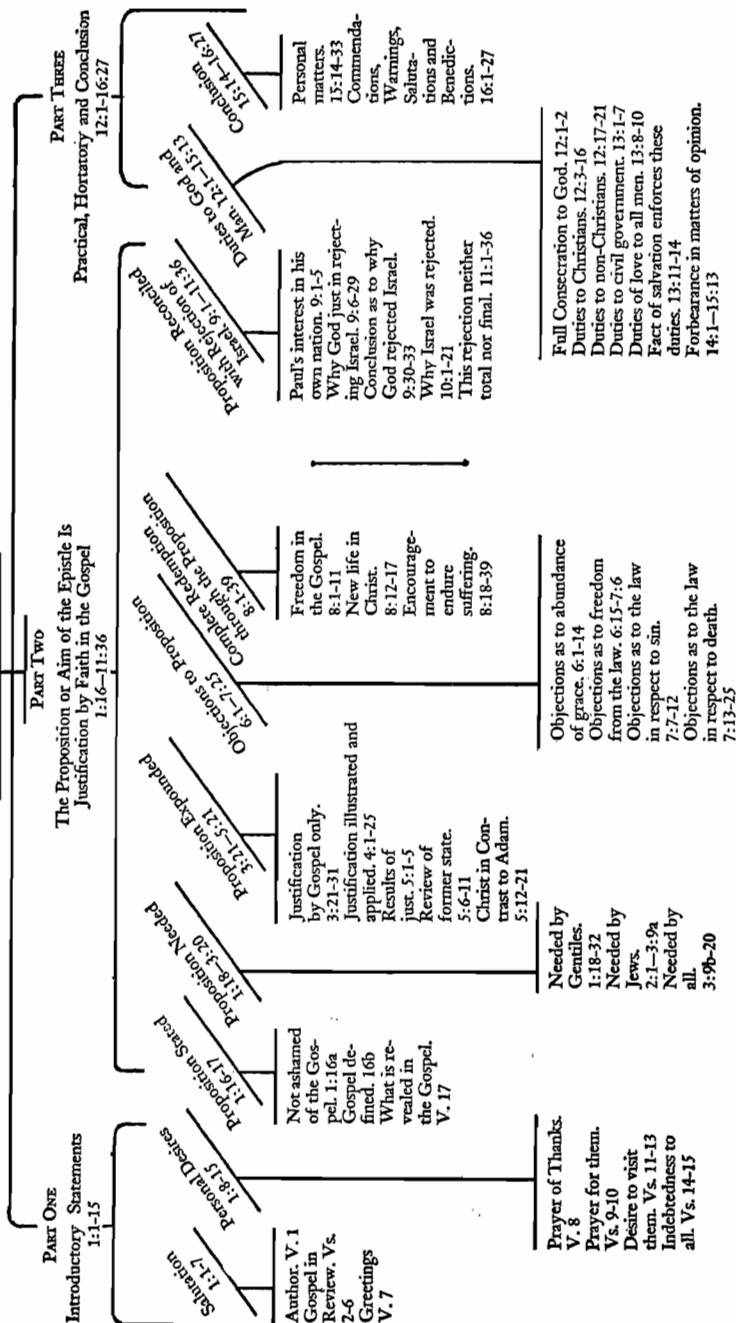 PART ONE
Introductory Statements
1:1-15
Salutation
1:1-7
Author. V. 1
Gospel in
Review. Vs.
2-6
Greetings
V. 7
Personal Desires
1:8-15
Prayer of Thanks.
V. 8
Prayer for them.
Vs. 9-10
Desire to visit
them. Vs. 11-13
Indebtedness to
all. Vs. 14-15
PART TWO
The Proposition or Aim of the Epistle Is
Justification by Faith in the Gospel
1:16—11:36
Proposition Stated
1:16-17
Not ashamed
of the Gos-
pel. 1:16a
Gospel de-
fined. 16b
What is re-
vealed in
the Gospel.
V. 17
Proposition Needed
1:18—3:20
Needed by
Gentiles.
1:18-32
Needed by
Jews.
2:1—3:9a
Needed by
all.
3:9b-20
Proposition Expounded
3:21—5:21
Justification
by Gospel only.
3:21-31
Justification illustrated and
applied. 4:1-25
Results of
just. 5:1-5
Review of
former state.
5:6-11
Christ in Con-
trast to Adam.
5:12-21
Objections to Proposition
6:1—7:25
Objections as to abundance
of grace. 6:1-14
Objections as to freedom
from the law. 6:15-7:6
Objections as to the law
in respect to sin.
7:7-12
Objections as to the law
in respect to death.
7:13-25
Complete Redemption
through the Proposition
8:1-39
Freedom in
the Gospel.
8:1-11
New life in
Christ.
8:12-17
Encourage-
ment to
endure
suffering.
8:18-39
Proposition Reconciled
with Rejection of
Israel. 9:1—11:36
Paul's interest in his
own nation. 9:1-5
Why God just in reject-
ing Israel. 9:6-29
Conclusion as to why
God rejected Israel.
9:30-33
Why Israel was rejected.
10:1-21
This rejection neither
total nor final. 11:1-36
PART THREE
Practical, Hortatory and Conclusion
12:1-16:27
Duties to God and
Man. 12:1—15:13
Full Consecration to God. 12:1-2
Duties to Christians. 12:3-16
Duties to non-Christians. 12:17-21
Duties to civil government. 13:1-7
Duties of love to all men. 13:8-10
Fact of salvation enforces these
duties. 13:11-14
Forbearance in matters of opinion.
14:1—15:13
Conclusion
15:14—16:27
Personal
matters.
15:14-33
Commenda-
tions,
Warnings,
Saluta-
tions and
Benedic-
tions.
16:1-27